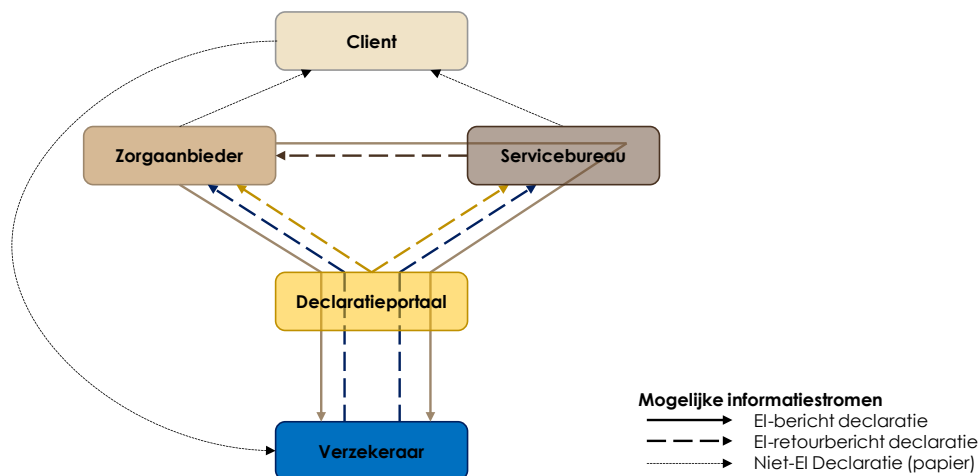 Client
Zorgaanbieder
Servicebureau
Declaratieportaal
Verzekeraar
Mogelijke informatiestromen
EI-bericht declaratie
EI-retourbericht declaratie
Niet-EI Declaratie (papier)